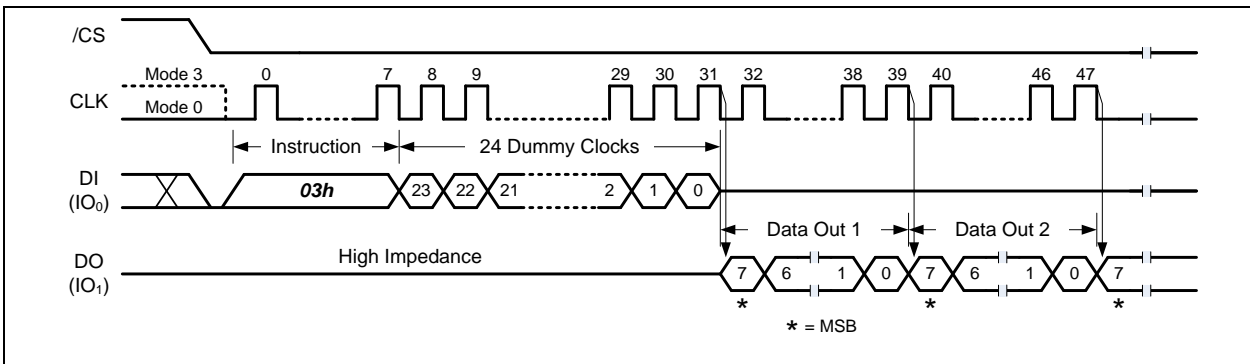 /CS
Mode 3 0 7 8 9 29 30 31 32 38 39 40 46 47
CLK
Mode 0
Instruction 24 Dummy Clocks
DI
(IO0)
03h 23 22 21 2 1 0
Data Out 1 Data Out 2
High Impedance
DO
(IO1)
7 6 1 0 7 6 1 0 7
* * *
* = MSB